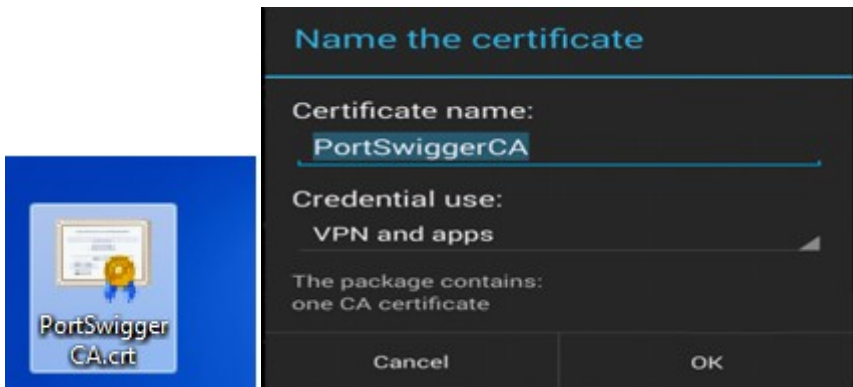 PortSwigger
CA.crt
Name the certificate
Certificate name:
PortSwiggerCA
Credential use:
VPN and apps
The package contains:
one CA certificate
Cancel
OK